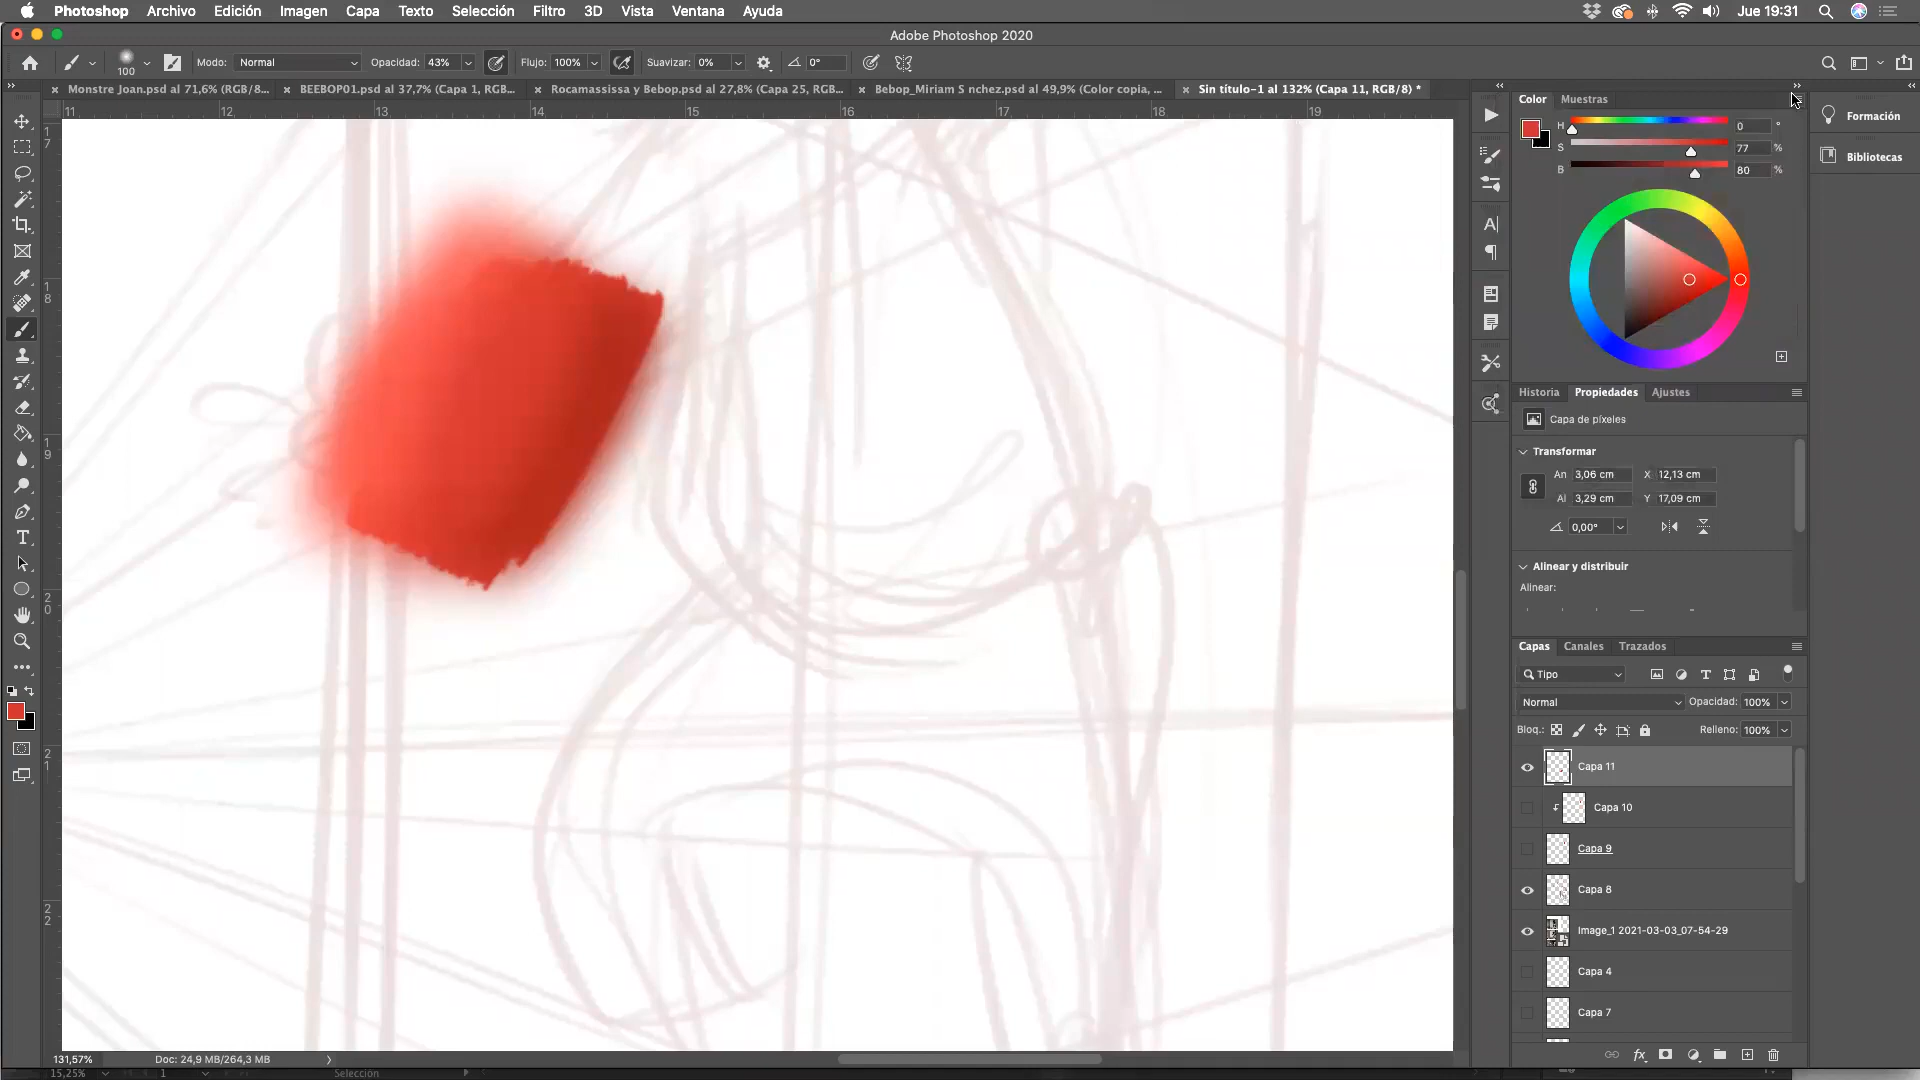 Photoshop Archivo Edición Imagen Capa Texto Selección Filtro 3D Vista Ventana Ayuda Jue 19:31
Adobe Photoshop 2020
100 Modo: Normal Opacidad: 43% Flujo: 100% Suavizar: 0% 0°
Monstre Joan.psd al 71,6% (RGB/8... BEEBOP01.psd al 37,7% (Capa 1, RGB... Rocamassissa y Bebop.psd al 27,8% (Capa 25, RGB... Bebop_Miriam S nchez.psd al 49,9% (Color copia, ... Sin título-1 al 132% (Capa 11, RGB/8) *
11 12 13 14 15 16 17 18 19
17
18
19
20
21
22
Color Muestras
H 0 °
S 77 %
B 80 %
Formación
Bibliotecas
Historia Propiedades Ajustes
Capa de píxeles
Transformar
An 3,06 cm X 12,13 cm
Al 3,29 cm Y 17,09 cm
0,00°
Alinear y distribuir
Alinear:
Capas Canales Trazados
Tipo
Normal Opacidad: 100%
Bloq.: Relleno: 100%
Capa 11
Capa 10
Capa 9
Capa 8
Image_1 2021-03-03_07-54-29
Capa 4
Capa 7
131,57% Doc: 24,9 MB/264,3 MB
15,25% 1 Selección